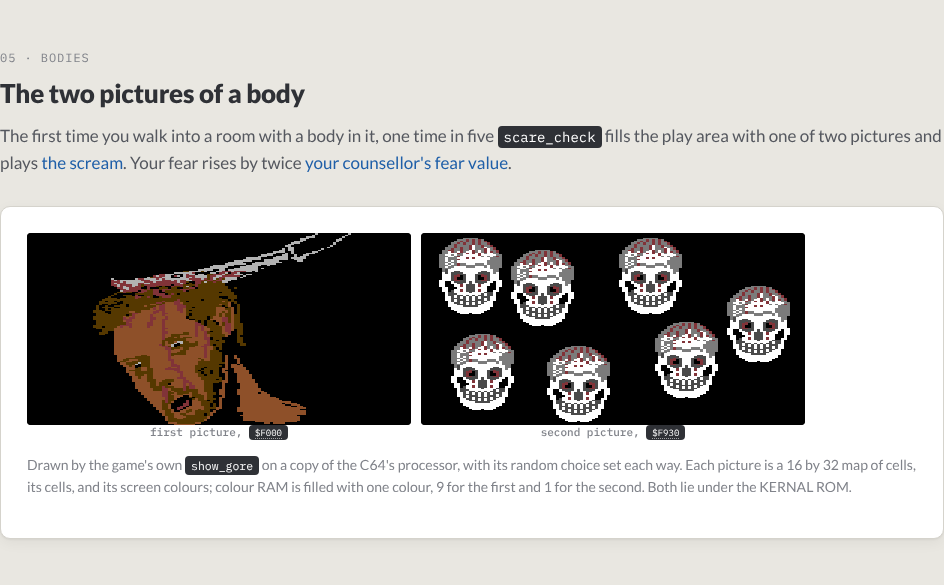 05 · BODIES
The two pictures of a body
The first time you walk into a room with a body in it, one time in five scare_check fills the play area with one of two pictures and
plays the scream. Your fear rises by twice your counsellor's fear value.
first picture, $F000
second picture, $F930
Drawn by the game's own show_gore on a copy of the C64's processor, with its random choice set each way. Each picture is a 16 by 32 map of cells,
its cells, and its screen colours; colour RAM is filled with one colour, 9 for the first and 1 for the second. Both lie under the KERNAL ROM.